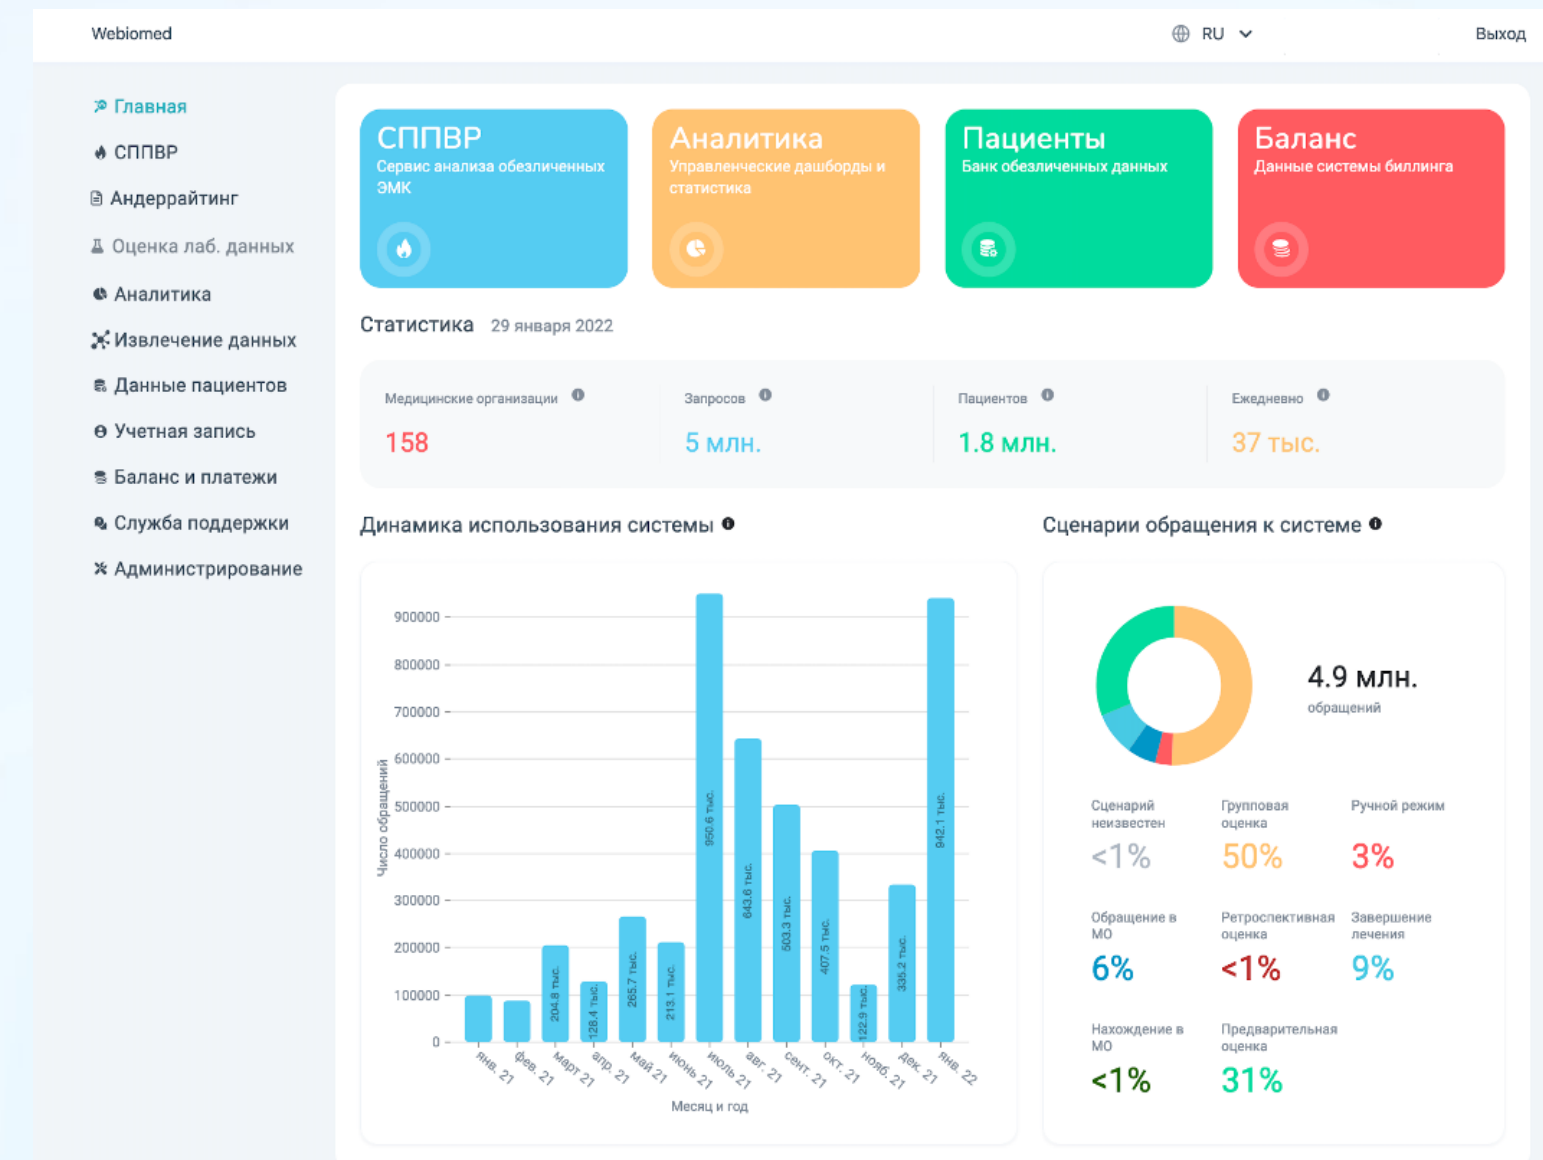 Webiomed
RU
Выход
Главная
СППВР
Андеррайтинг
Оценка лаб. данных
Аналитика
Извлечение данных
Данные пациентов
Учетная запись
Баланс и платежи
Служба поддержки
Администрирование
СППВР
Сервис анализа обезличенных
ЭМК
Аналитика
Управленческие дашборды и
статистика
Пациенты
Банк обезличенных данных
Баланс
Данные системы биллинга
Статистика 29 января 2022
Медицинские организации
158
Запросов
5 млн.
Пациентов
1.8 млн.
Ежедневно
37 тыс.
Динамика использования системы
Число обращений
900000
800000
700000
600000
500000
400000
300000
200000
100000
0
204.8 тыс.
128.4 тыс.
265.7 тыс.
213.1 тыс.
950.6 тыс.
643.6 тыс.
503.3 тыс.
407.5 тыс.
122.9 тыс.
335.2 тыс.
942.1 тыс.
янв. 21
фев. 21
март 21
апр. 21
май 21
июнь 21
июль 21
авг. 21
сент. 21
окт. 21
нояб. 21
дек. 21
янв. 22
Месяц и год
Сценарии обращения к системе
4.9 млн.
обращений
Сценарий
неизвестен
<1%
Групповая
оценка
50%
Ручной режим
3%
Обращение в
МО
6%
Ретроспективная
оценка
<1%
Завершение
лечения
9%
Нахождение в
МО
<1%
Предварительная
оценка
31%